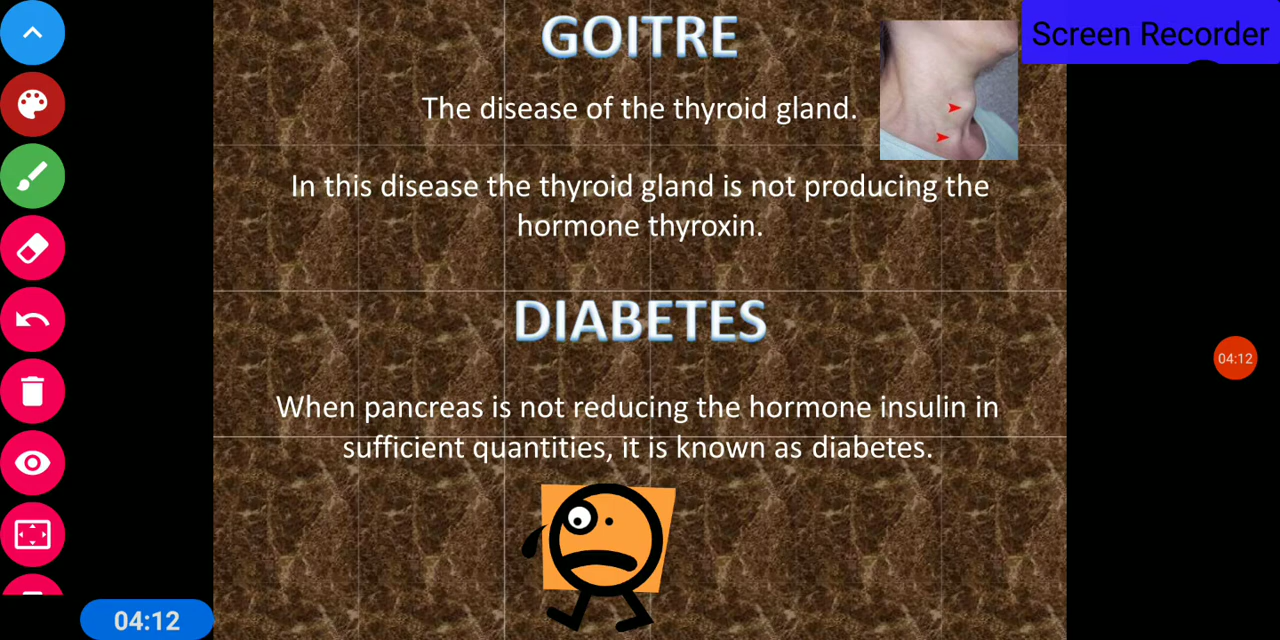 GOITRE
Screen Recorder
The disease of the thyroid gland.
In this disease the thyroid gland is not producing the
hormone thyroxin.
DIABETES
04:12
When pancreas is not reducing the hormone insulin in
sufficient quantities, it is known as diabetes.
04:12